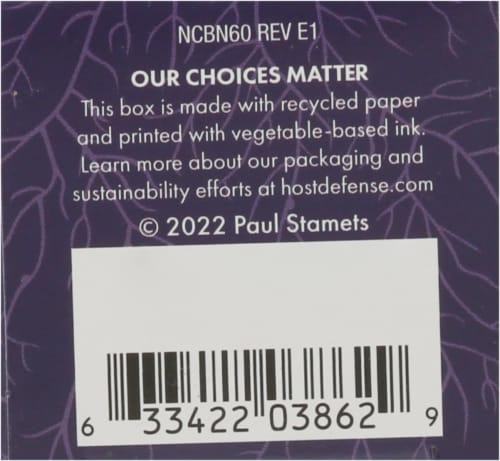 NCBN60 REV E1
OUR CHOICES MATTER
This box is made with recycled paper
and printed with vegetable-based ink.
Learn more about our packaging and
sustainability efforts at hostdefense.com
© 2022 Paul Stamets
6 33422 03862 9